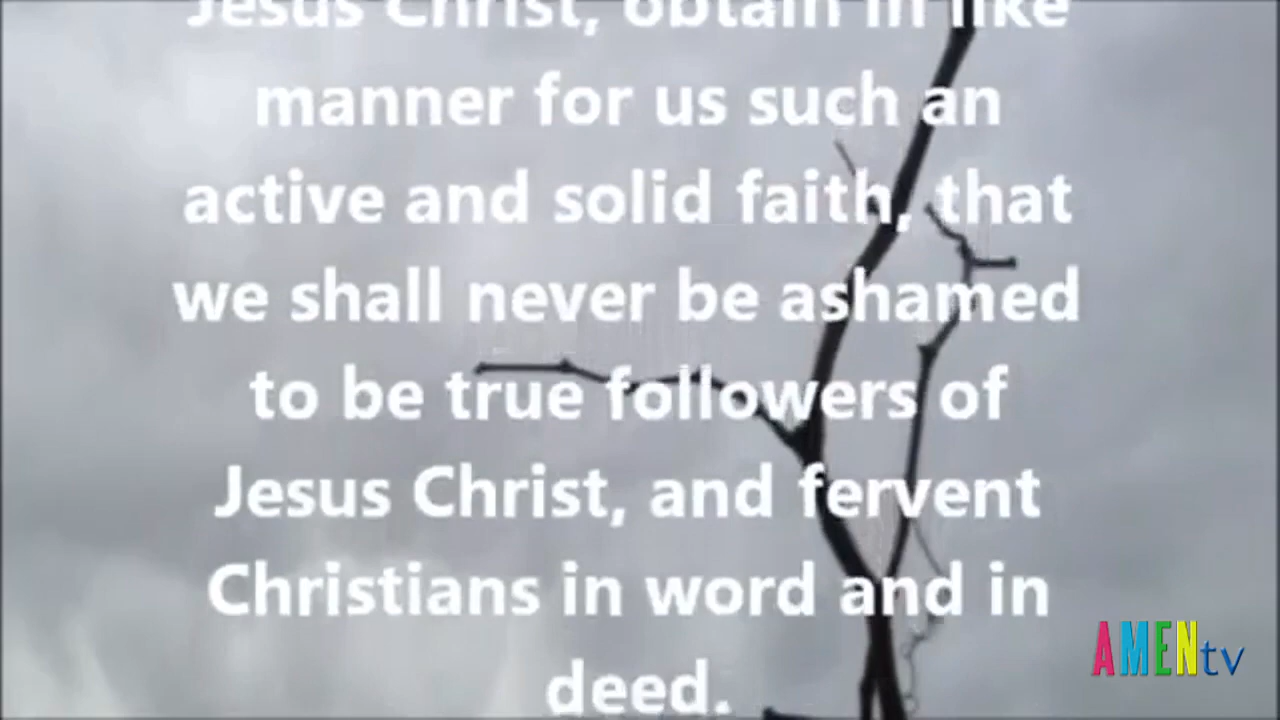 Jesus Christ, obtain in like
manner for us such an
active and solid faith, that
we shall never be ashamed
to be true followers of
Jesus Christ, and fervent
Christians in word and in
deed.
AMENtv